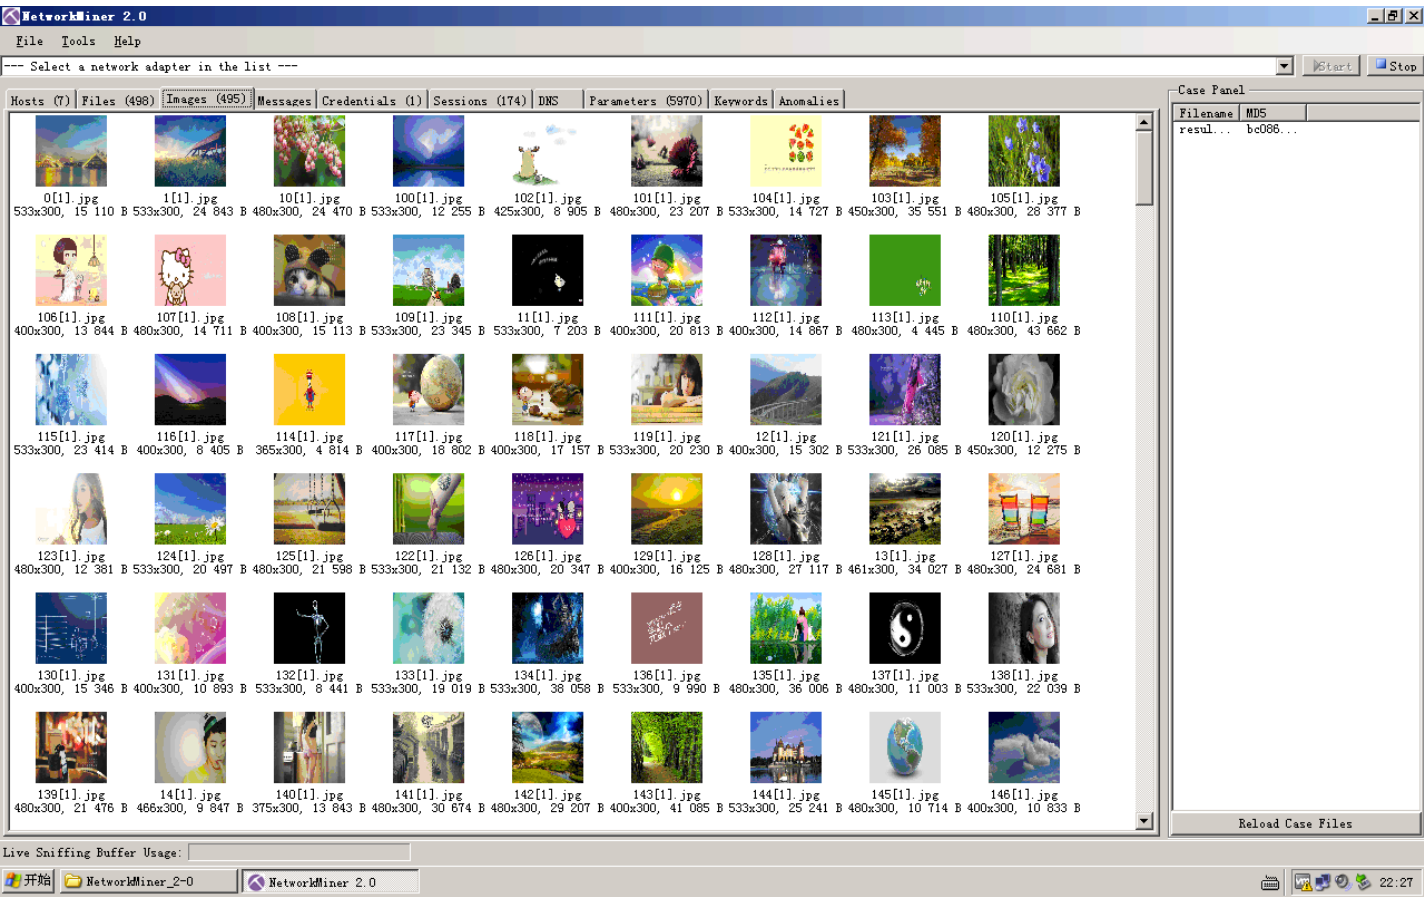 NetworkMiner 2.0
File Tools Help
--- Select a network adapter in the list ---
Start Stop
Hosts (7) Files (498) Images (495) Messages Credentials (1) Sessions (174) DNS Parameters (5970) Keywords Anomalies
Case Panel
Filename MD5
resul... bc086...
0[1].jpg 1[1].jpg 10[1].jpg 100[1].jpg 102[1].jpg 101[1].jpg 104[1].jpg 103[1].jpg 105[1].jpg
533x300, 15 110 B 533x300, 24 843 B 480x300, 24 470 B 533x300, 12 255 B 425x300, 8 905 B 480x300, 23 207 B 533x300, 14 727 B 450x300, 35 551 B 480x300, 28 377 B
106[1].jpg 107[1].jpg 108[1].jpg 109[1].jpg 11[1].jpg 111[1].jpg 112[1].jpg 113[1].jpg 110[1].jpg
400x300, 13 844 B 480x300, 14 711 B 400x300, 15 113 B 533x300, 23 345 B 533x300, 7 203 B 400x300, 20 813 B 400x300, 14 867 B 480x300, 4 445 B 480x300, 43 662 B
115[1].jpg 116[1].jpg 114[1].jpg 117[1].jpg 118[1].jpg 119[1].jpg 12[1].jpg 121[1].jpg 120[1].jpg
533x300, 23 414 B 400x300, 8 405 B 365x300, 4 814 B 400x300, 18 802 B 400x300, 17 157 B 533x300, 20 230 B 400x300, 15 302 B 533x300, 26 085 B 450x300, 12 275 B
123[1].jpg 124[1].jpg 125[1].jpg 122[1].jpg 126[1].jpg 129[1].jpg 128[1].jpg 13[1].jpg 127[1].jpg
480x300, 12 381 B 533x300, 20 497 B 480x300, 21 598 B 533x300, 21 132 B 480x300, 20 347 B 400x300, 16 125 B 480x300, 27 117 B 461x300, 34 027 B 480x300, 24 681 B
130[1].jpg 131[1].jpg 132[1].jpg 133[1].jpg 134[1].jpg 136[1].jpg 135[1].jpg 137[1].jpg 138[1].jpg
400x300, 15 346 B 400x300, 10 893 B 533x300, 8 441 B 533x300, 19 019 B 533x300, 38 058 B 533x300, 9 990 B 480x300, 36 006 B 480x300, 11 003 B 533x300, 22 039 B
139[1].jpg 14[1].jpg 140[1].jpg 141[1].jpg 142[1].jpg 143[1].jpg 144[1].jpg 145[1].jpg 146[1].jpg
480x300, 21 476 B 466x300, 9 847 B 375x300, 13 843 B 480x300, 30 674 B 480x300, 29 207 B 400x300, 41 085 B 533x300, 25 241 B 480x300, 10 714 B 400x300, 10 833 B
Reload Case Files
Live Sniffing Buffer Usage:
开始 NetworkMiner_2-0 NetworkMiner 2.0 22:27